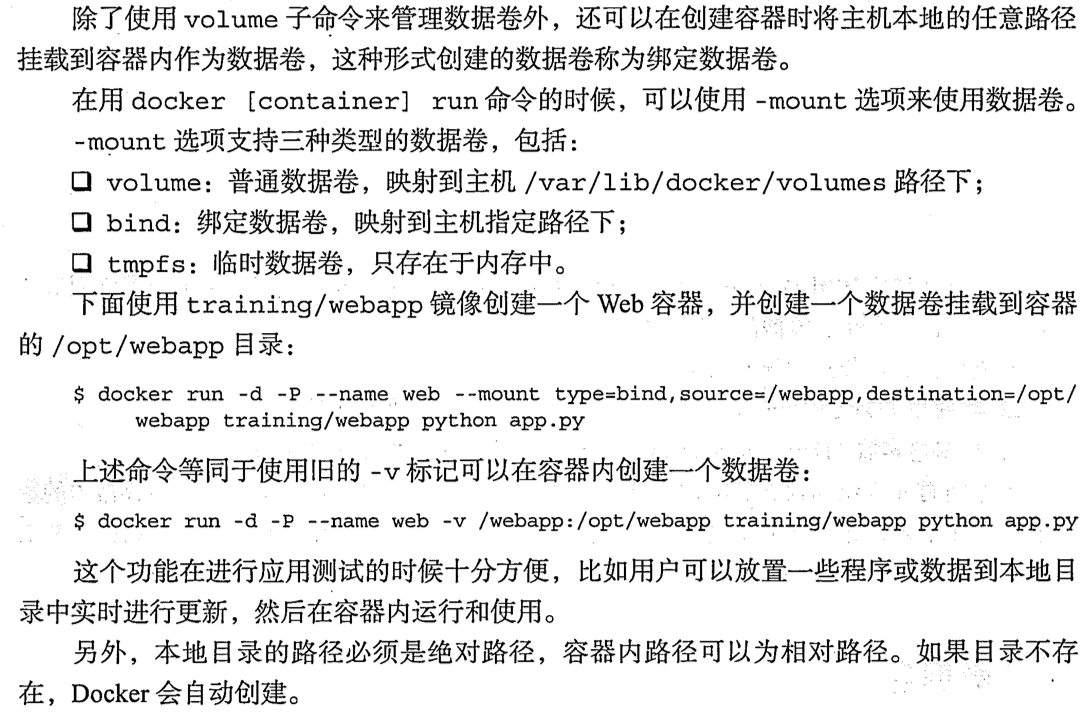 除了使用 volume 子命令来管理数据卷外，还可以在创建容器时将主机本地的任意路径
挂载到容器内作为数据卷，这种形式创建的数据卷称为绑定数据卷。
在用 docker [container] run 命令的时候，可以使用 -mount 选项来使用数据卷。
-mount 选项支持三种类型的数据卷，包括：
❑ volume：普通数据卷，映射到主机 /var/lib/docker/volumes 路径下；
❑ bind：绑定数据卷，映射到主机指定路径下；
❑ tmpfs：临时数据卷，只存在于内存中。
下面使用 training/webapp 镜像创建一个 Web 容器，并创建一个数据卷挂载到容器
的 /opt/webapp 目录：
$ docker run -d -P --name web --mount type=bind,source=/webapp,destination=/opt/
webapp training/webapp python app.py
上述命令等同于使用旧的 -v 标记可以在容器内创建一个数据卷：
$ docker run -d -P --name web -v /webapp:/opt/webapp training/webapp python app.py
这个功能在进行应用测试的时候十分方便，比如用户可以放置一些程序或数据到本地目
录中实时进行更新，然后在容器内运行和使用。
另外，本地目录的路径必须是绝对路径，容器内路径可以为相对路径。如果目录不存
在，Docker 会自动创建。